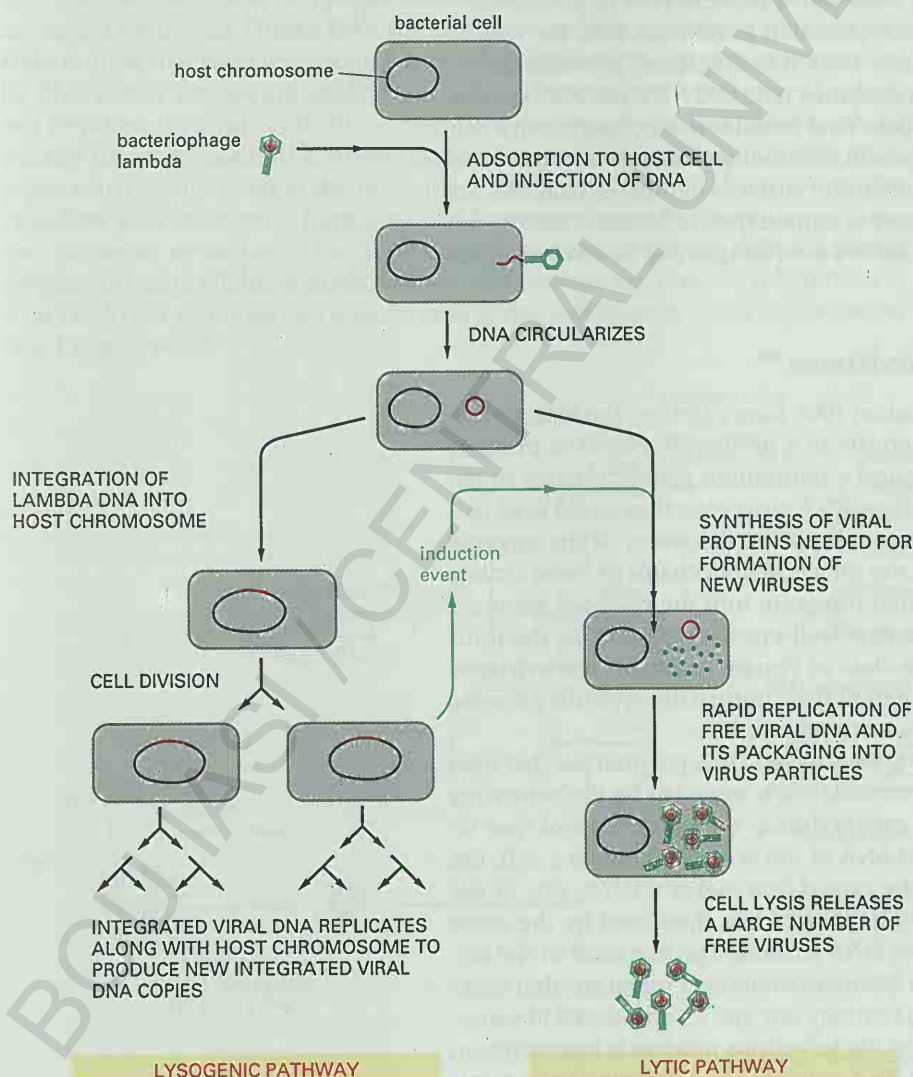 bacterial cell
host chromosome
bacteriophage
lambda
ADSORPTION TO HOST CELL
AND INJECTION OF DNA
DNA CIRCULARIZES
INTEGRATION OF
LAMBDA DNA INTO
HOST CHROMOSOME
induction
event
SYNTHESIS OF VIRAL
PROTEINS NEEDED FOR
FORMATION OF
NEW VIRUSES
CELL DIVISION
RAPID REPLICATION OF
FREE VIRAL DNA AND
ITS PACKAGING INTO
VIRUS PARTICLES
INTEGRATED VIRAL DNA REPLICATES
ALONG WITH HOST CHROMOSOME TO
PRODUCE NEW INTEGRATED VIRAL
DNA COPIES
CELL LYSIS RELEASES
A LARGE NUMBER OF
FREE VIRUSES
LYSOGENIC PATHWAY
LYTIC PATHWAY